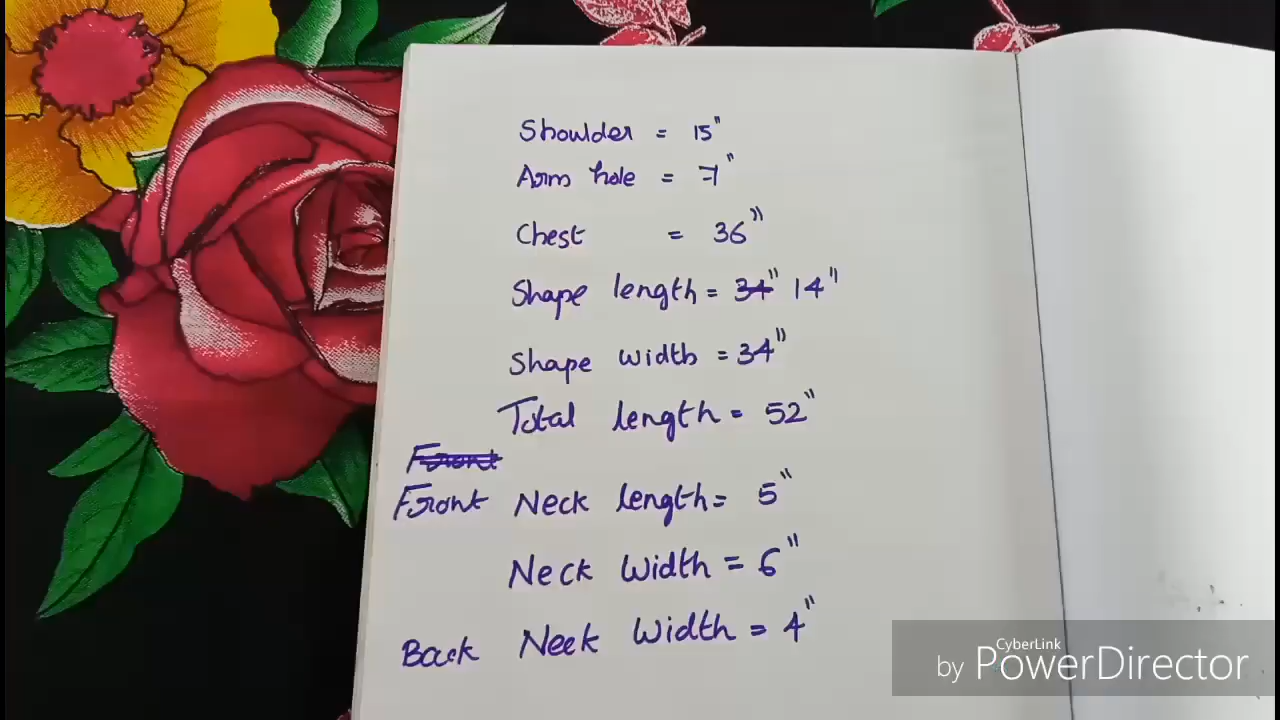 Shoulder = 15"
Arm hole = 7"
Chest = 36"
Shape length = 34" 14"
Shape width = 34"
Total length = 52"
Front
Front Neck length = 5"
Neck Width = 6"
Back Neek Width = 4"
CyberLink
by PowerDirector